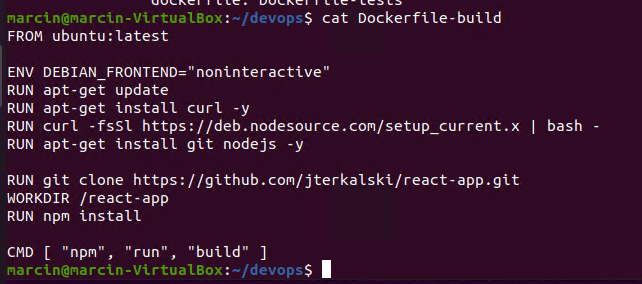 dockerfile: Dockerfile-tests
marcin@marcin-VirtualBox:~/devops$ cat Dockerfile-build
FROM ubuntu:latest
ENV DEBIAN_FRONTEND="noninteractive"
RUN apt-get update
RUN apt-get install curl -y
RUN curl -fsSl https://deb.nodesource.com/setup_current.x | bash -
RUN apt-get install git nodejs -y
RUN git clone https://github.com/jterkalski/react-app.git
WORKDIR /react-app
RUN npm install
CMD [ "npm", "run", "build" ]
marcin@marcin-VirtualBox:~/devops$